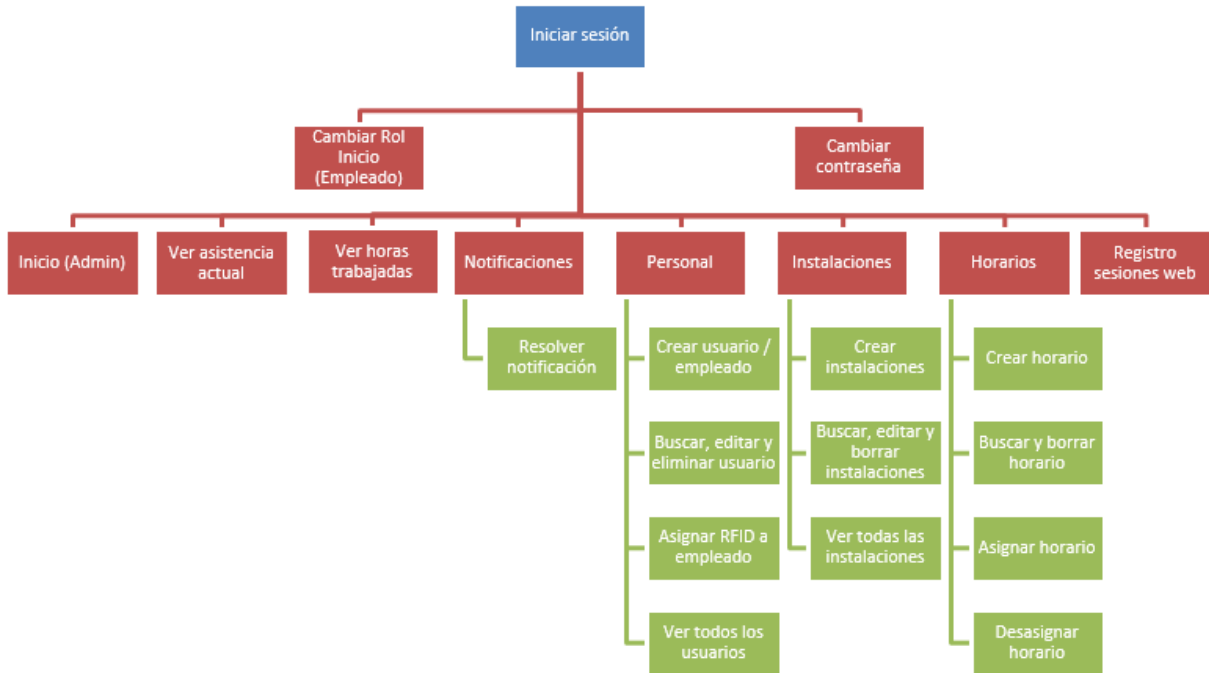 Iniciar sesión
Cambiar Rol
Inicio
(Empleado)
Cambiar
contraseña
Inicio (Admin)
Ver asistencia
actual
Ver horas
trabajadas
Notificaciones
Personal
Instalaciones
Horarios
Registro
sesiones web
Resolver
notificación
Crear usuario /
empleado
Crear
instalaciones
Crear horario
Buscar, editar y
eliminar usuario
Buscar, editar y
borrar
instalaciones
Buscar y borrar
horario
Asignar RFID a
empleado
Ver todas las
instalaciones
Asignar horario
Ver todos los
usuarios
Desasignar
horario